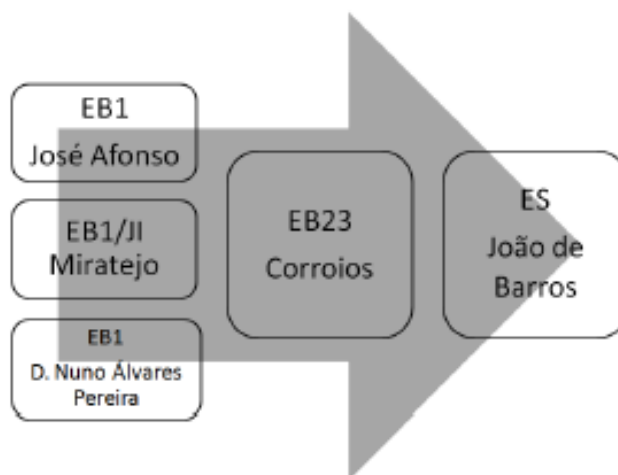 EB1
José Afonso
EB1/JI
Miratejo
EB1
D. Nuno Álvares
Pereira
EB23
Corroios
ES
João de
Barros